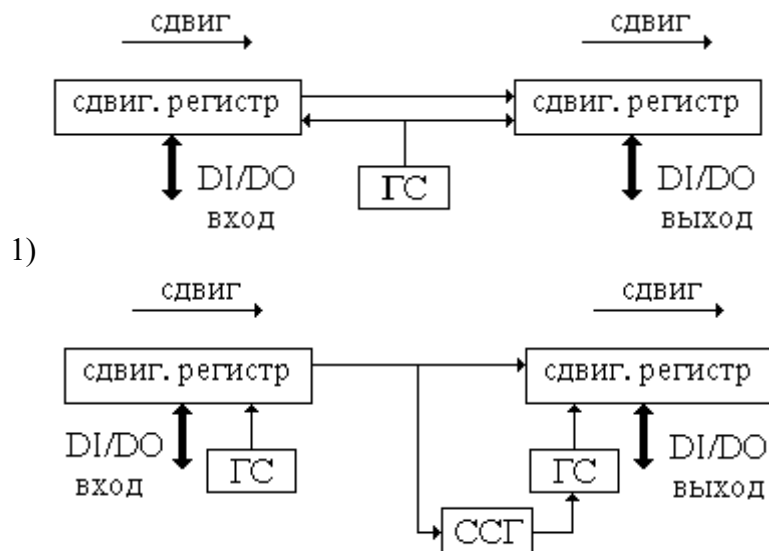 сдвиг сдвиг
сдвиг.регистр сдвиг.регистр
DI/DO ГС DI/DO
вход выход
1)
сдвиг сдвиг
сдвиг.регистр сдвиг.регистр
DI/DO ГС ГС DI/DO
вход выход
ССГ